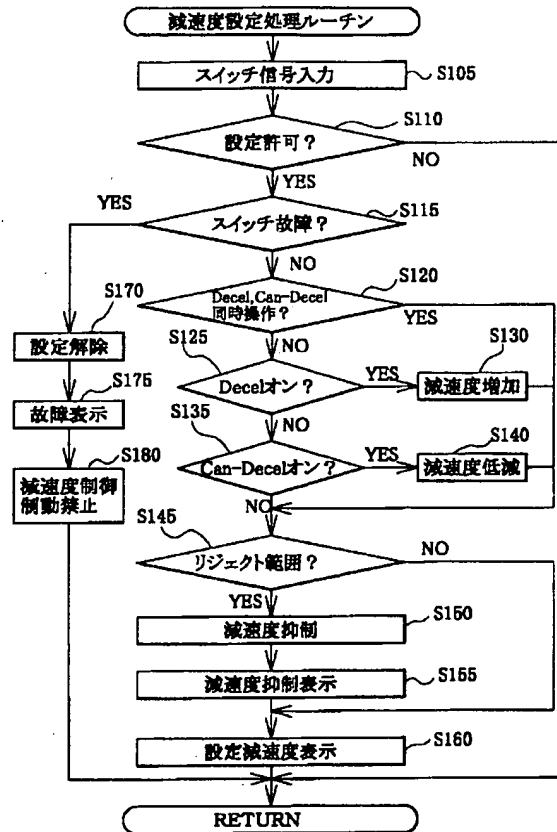 減速度設定処理ルーチン
スイッチ信号入力
S105
設定許可？
S110
NO
YES
スイッチ故障？
S115
YES
NO
Decel,Can-Decel
同時操作？
S120
YES
NO
S170
設定解除
S175
故障表示
S180
減速度制御
制動禁止
S125
Decelオン？
YES
S130
減速度増加
NO
S135
Can-Decelオン？
YES
S140
減速度低減
NO
S145
リジェクト範囲？
NO
YES
S150
減速度抑制
S155
減速度抑制表示
S160
設定減速度表示
RETURN